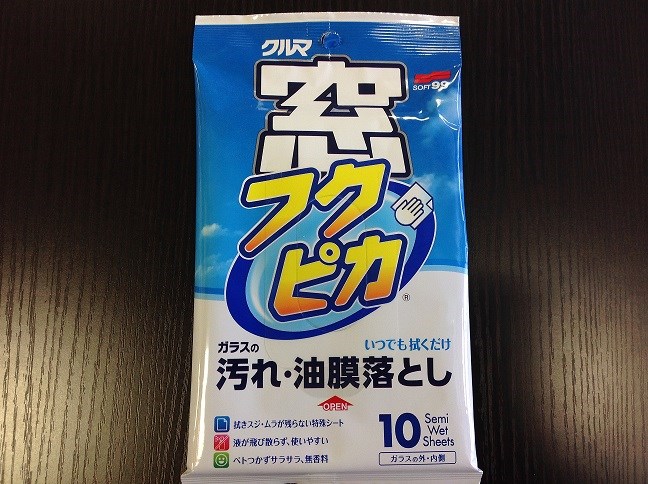 クルマ
窓
SOFT99
フク
ピカ
®
いつでも拭くだけ
ガラスの
汚れ・油膜落とし
OPEN
拭きスジ・ムラが残らない特殊シート
液が飛び散らず、使いやすい
ベトつかずサラサラ、無香料
10 Semi
Wet
Sheets
ガラスの外・内側